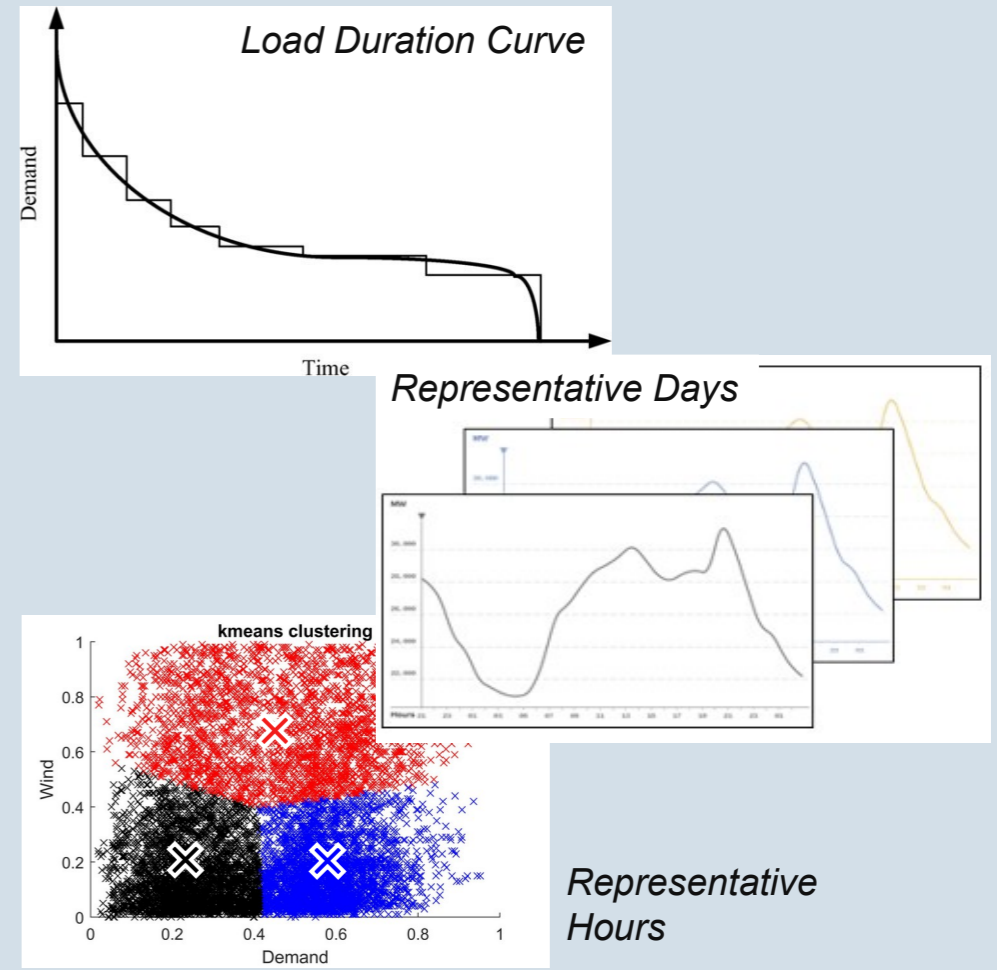 Load Duration Curve
Demand
Time
Representative Days
MW
MW
Hours
kmeans clustering
1
0.8
0.6
0.4
0.2
0
Wind
0
0.2
0.4
0.6
0.8
1
Demand
Representative
Hours